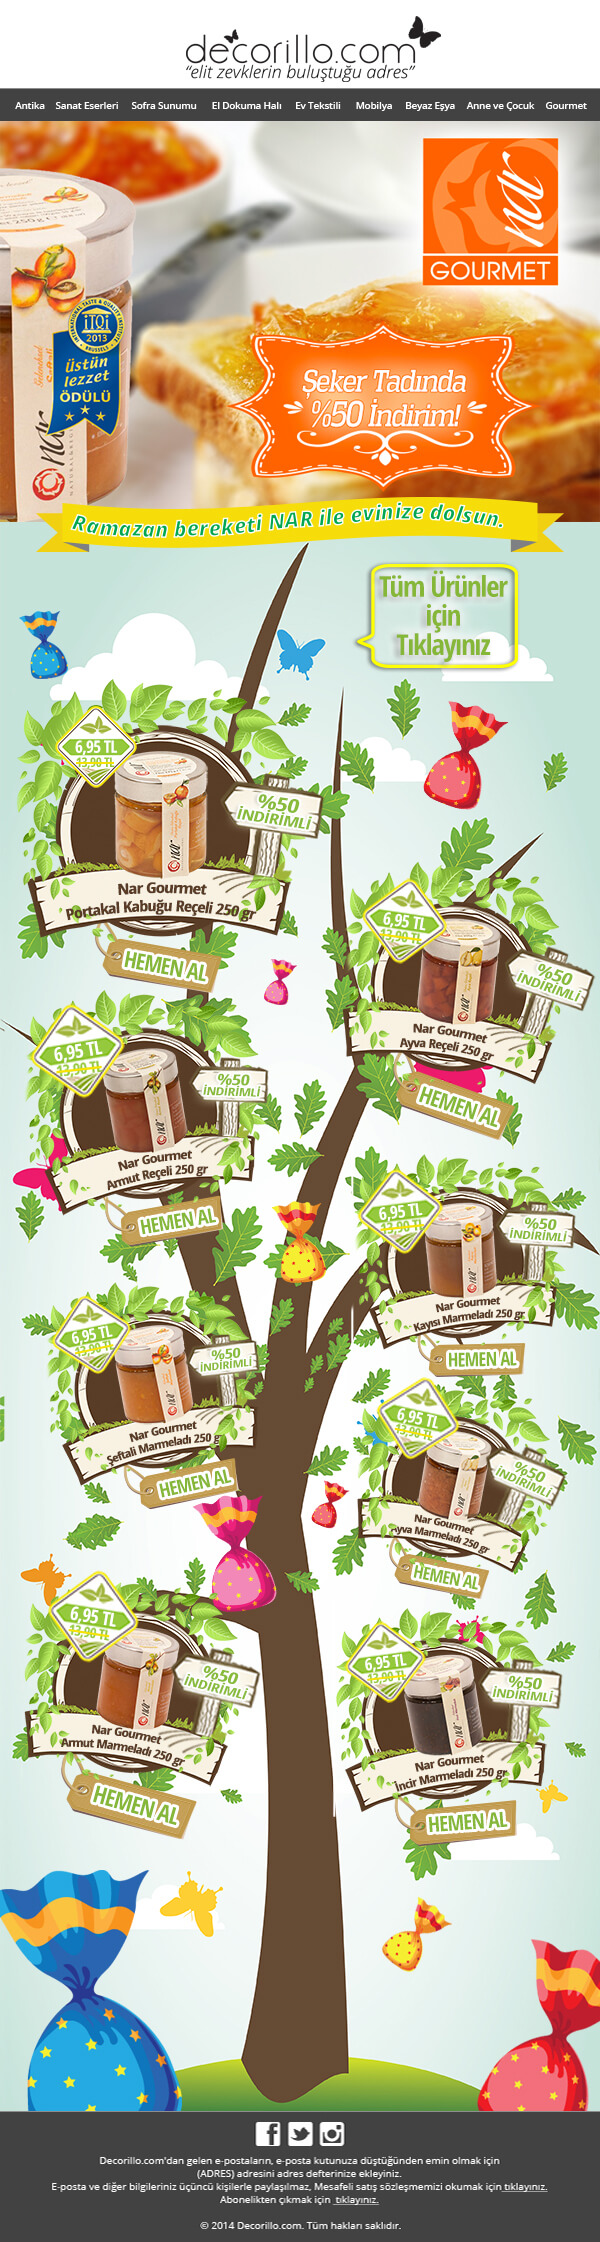 decorillo.com
“elit zevklerin buluştuğu adres”
Antika Sanat Eserleri Sofra Sunumu El Dokuma Halı Ev Tekstili Mobilya Beyaz Eşya Anne ve Çocuk Gourmet
nar
GOURMET
iTQi
2013
BRUSSELS
üstün
lezzet
ÖDÜLÜ
nar
Şeker Tadında
%50 İndirim!
Ramazan bereketi NAR ile evinize dolsun.
Tüm Ürünler
için
Tıklayınız
6,95 TL
13,90 TL
%50
İNDİRİMLİ
Nar Gourmet
Portakal Kabuğu Reçeli 250 gr
HEMEN AL
6,95 TL
13,90 TL
%50
İNDİRİMLİ
Nar Gourmet
Ayva Reçeli 250 gr
HEMEN AL
6,95 TL
13,90 TL
%50
İNDİRİMLİ
Nar Gourmet
Armut Reçeli 250 gr
HEMEN AL
6,95 TL
13,90 TL
%50
İNDİRİMLİ
Nar Gourmet
Kayısı Marmeladı 250 gr
HEMEN AL
6,95 TL
13,90 TL
%50
İNDİRİMLİ
Nar Gourmet
Şeftali Marmeladı 250 gr
HEMEN AL
6,95 TL
13,90 TL
%50
İNDİRİMLİ
Nar Gourmet
Ayva Marmeladı 250 gr
HEMEN AL
6,95 TL
13,90 TL
%50
İNDİRİMLİ
Nar Gourmet
Armut Marmeladı 250 gr
HEMEN AL
6,95 TL
13,90 TL
%50
İNDİRİMLİ
Nar Gourmet
İncir Marmeladı 250 gr
HEMEN AL
Decorillo.com'dan gelen e-postaların, e-posta kutunuza düştüğünden emin olmak için
(ADRES) adresini adres defterinize ekleyiniz.
E-posta ve diğer bilgileriniz üçüncü kişilerle paylaşılmaz, Mesafeli satış sözleşmemizi okumak için tıklayınız.
Abonelikten çıkmak için tıklayınız.
© 2014 Decorillo.com. Tüm hakları saklıdır.